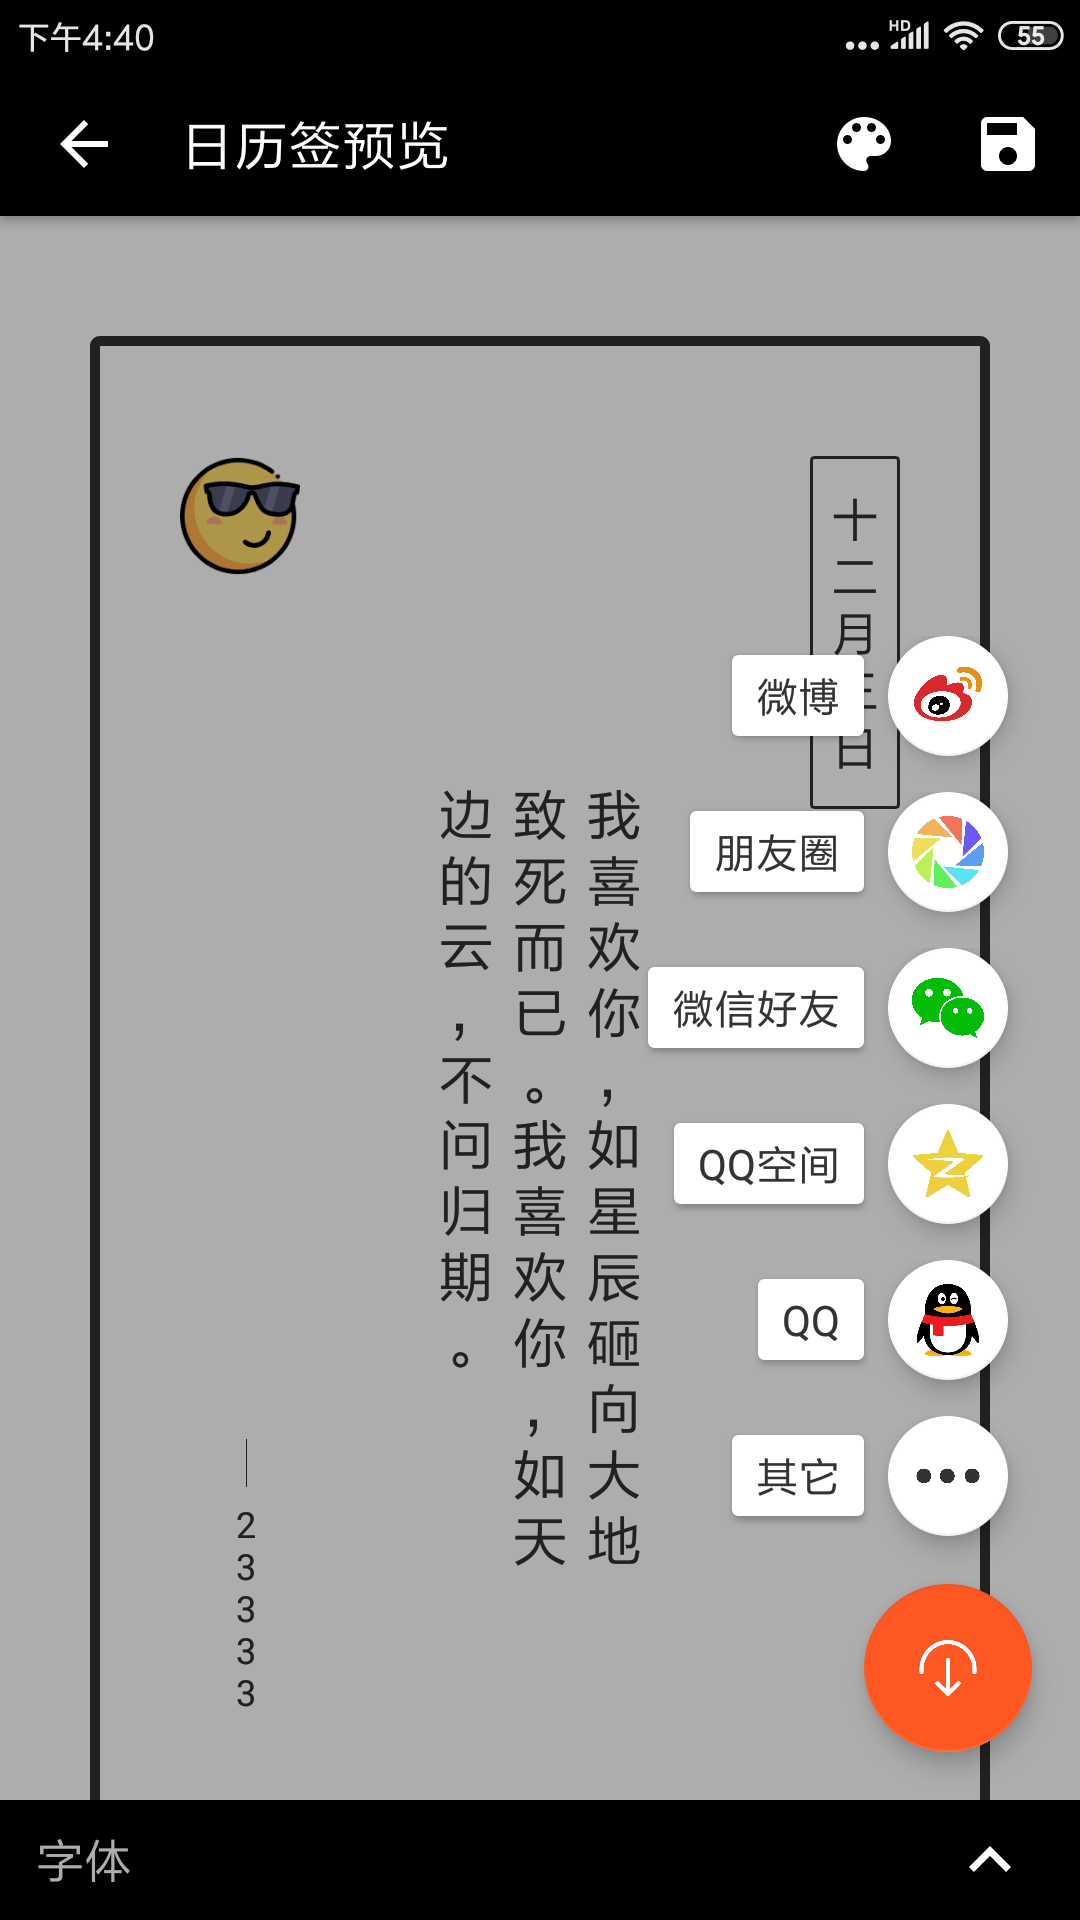 下午4:40
HD
55
日历签预览
十二月三日
我喜欢你，如星辰砸向大地
致死而已。我喜欢你，如天
边的云，不问归期。
23333
微博
朋友圈
微信好友
QQ空间
QQ
其它
字体